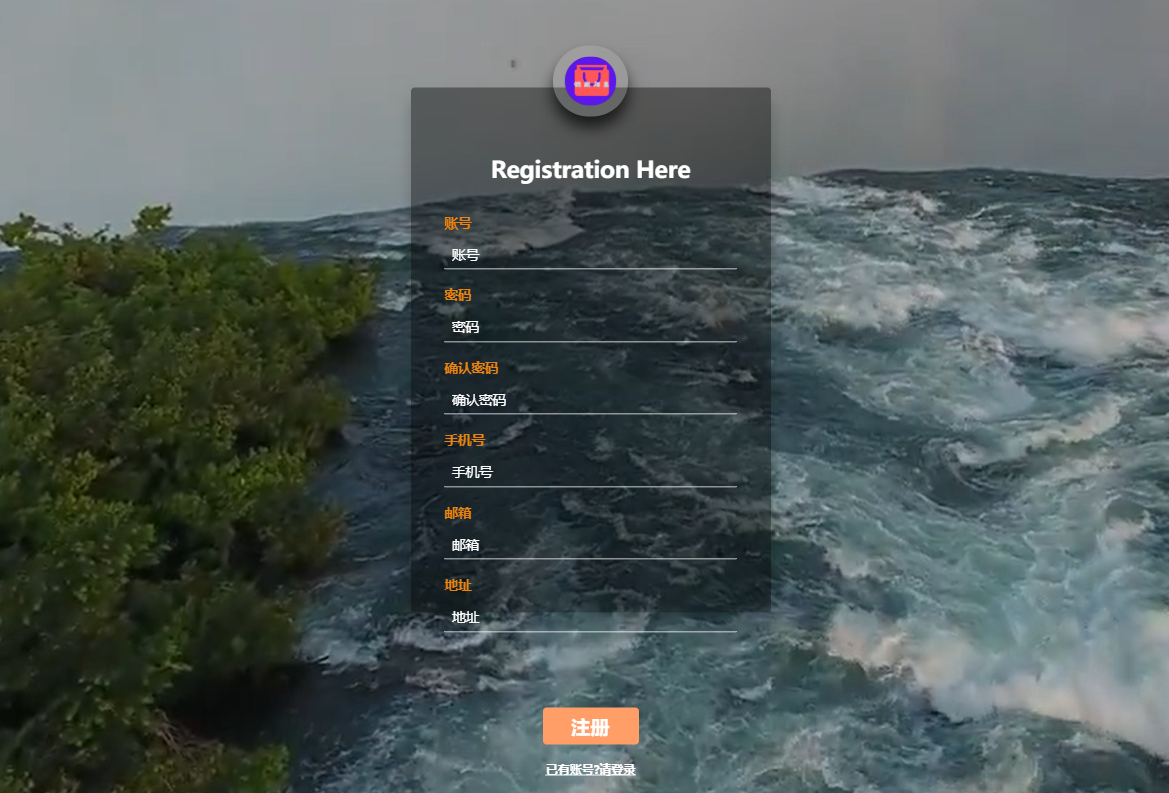 Registration Here
账号
账号
密码
密码
确认密码
确认密码
手机号
手机号
邮箱
邮箱
地址
地址
注册
已有账号?请登录